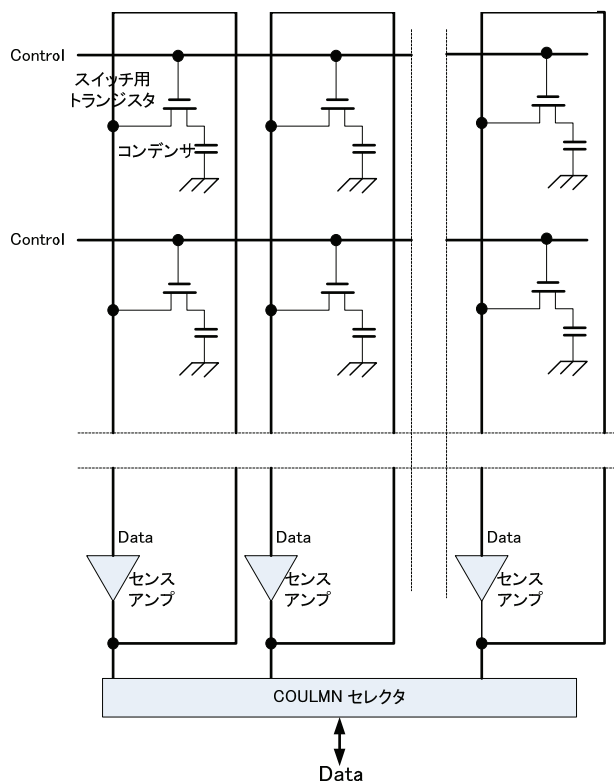 Control
スイッチ用
トランジスタ
コンデンサ
Control
Data
Data
Data
センス
アンプ
センス
アンプ
センス
アンプ
COULMN セレクタ
Data